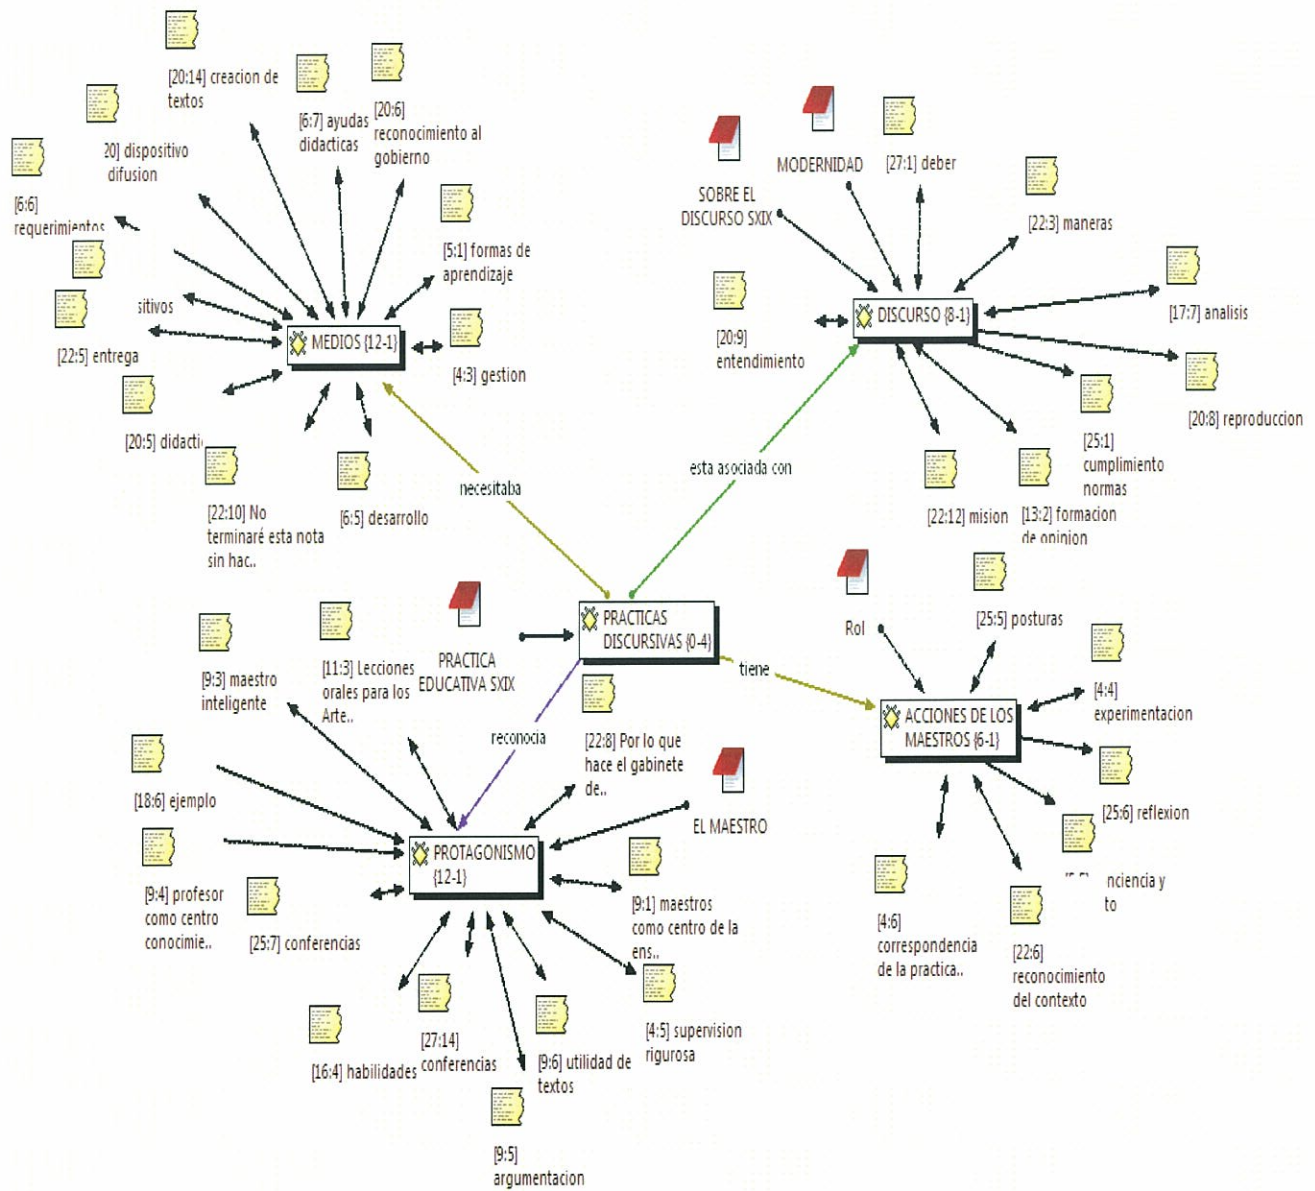 [20:14] creacion de
textos
[6:7] ayudas
didacticas
[20:6]
reconocimiento al
gobierno
20] dispositivo
difusion
[6:6]
requerimientos
[5:1] formas de
aprendizaje
sitivos
[22:5] entrega
MEDIOS {12-1}
[4:3] gestion
[20:5] didacti
[22:10] No
terminaré esta nota
sin hac..
[6:5] desarrollo
necesitaba
SOBRE EL
DISCURSO SXIX
MODERNIDAD
[27:1] deber
[22:3] maneras
[17:7] analisis
DISCURSO {8-1}
[20:9]
entendimiento
[20:8] reproduccion
[25:1]
cumplimiento
normas
[22:12] mision
[13:2] formacion
de opinion
esta asociada con
PRACTICAS
DISCURSIVAS {0-4}
PRACTICA
EDUCATIVA SXIX
tiene
reconocia
Rol
[25:5] posturas
[4:4]
experimentacion
ACCIONES DE LOS
MAESTROS {6-1}
[25:6] reflexion
nciencia y
to
[4:6]
correspondencia
de la practica..
[22:6]
reconocimiento
del contexto
[9:3] maestro
inteligente
[11:3] Lecciones
orales para los
Arte..
[22:8] Por lo que
hace el gabinete
de..
EL MAESTRO
[18:6] ejemplo
PROTAGONISMO
{12-1}
[9:4] profesor
como centro
conocimie..
[25:7] conferencias
[9:1] maestros
como centro de la
ens..
[4:5] supervision
rigurosa
[16:4] habilidades
[27:14]
conferencias
[9:6] utilidad de
textos
[9:5]
argumentacion